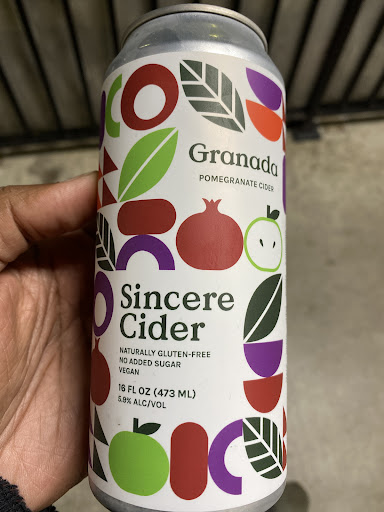 Granada
POMEGRANATE CIDER
Sincere
Cider
NATURALLY GLUTEN-FREE
NO ADDED SUGAR
VEGAN
16 FL OZ (473 ML)
5.9% ALC/VOL